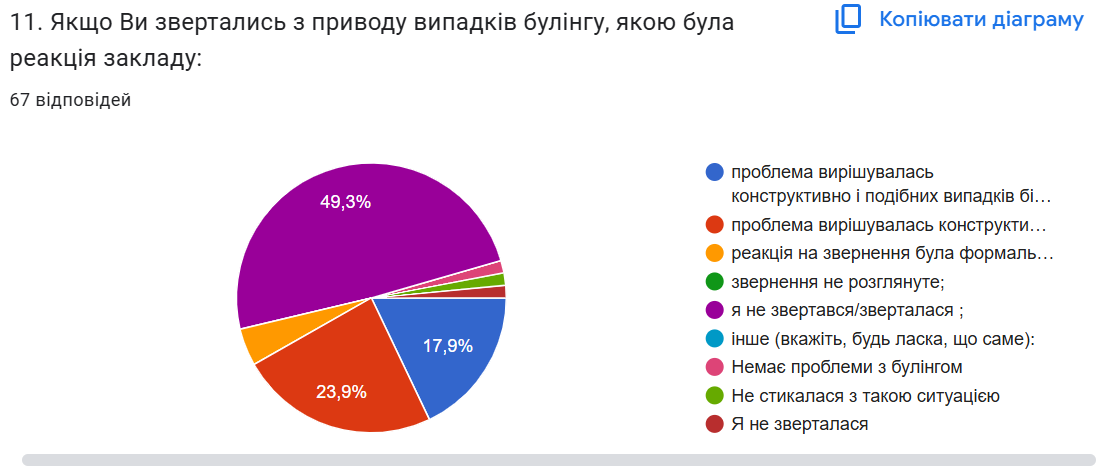 11. Якщо Ви звертались з приводу випадків булінгу, якою була
реакція закладу:
Копіювати діаграму
67 відповідей
49,3%
17,9%
23,9%
проблема вирішувалась
конструктивно і подібних випадків бі…
проблема вирішувалась конструкти…
реакція на звернення була формаль…
звернення не розглянуте;
я не звертався/зверталася ;
інше (вкажіть, будь ласка, що саме):
Немає проблеми з булінгом
Не стикалася з такою ситуацією
Я не зверталася